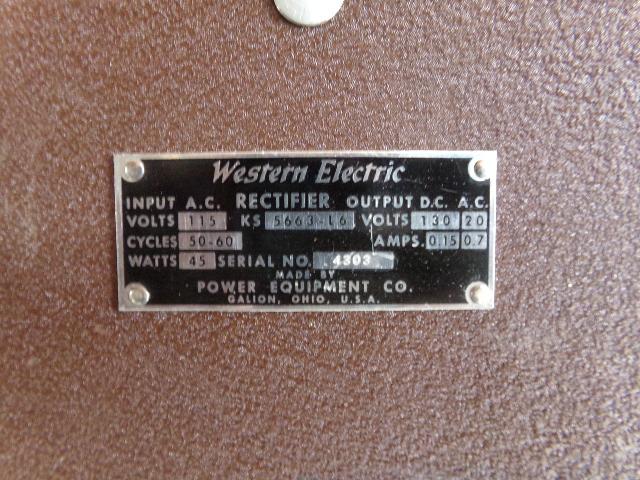 Western Electric
INPUT A.C. RECTIFIER OUTPUT D.C. A.C.
VOLTS 115 KS 5663-L6 VOLTS 130 20
CYCLES 50-60 AMPS. 0.15 0.7
WATTS 45 SERIAL NO. 4303
MADE BY
POWER EQUIPMENT CO.
GALION, OHIO, U.S.A.